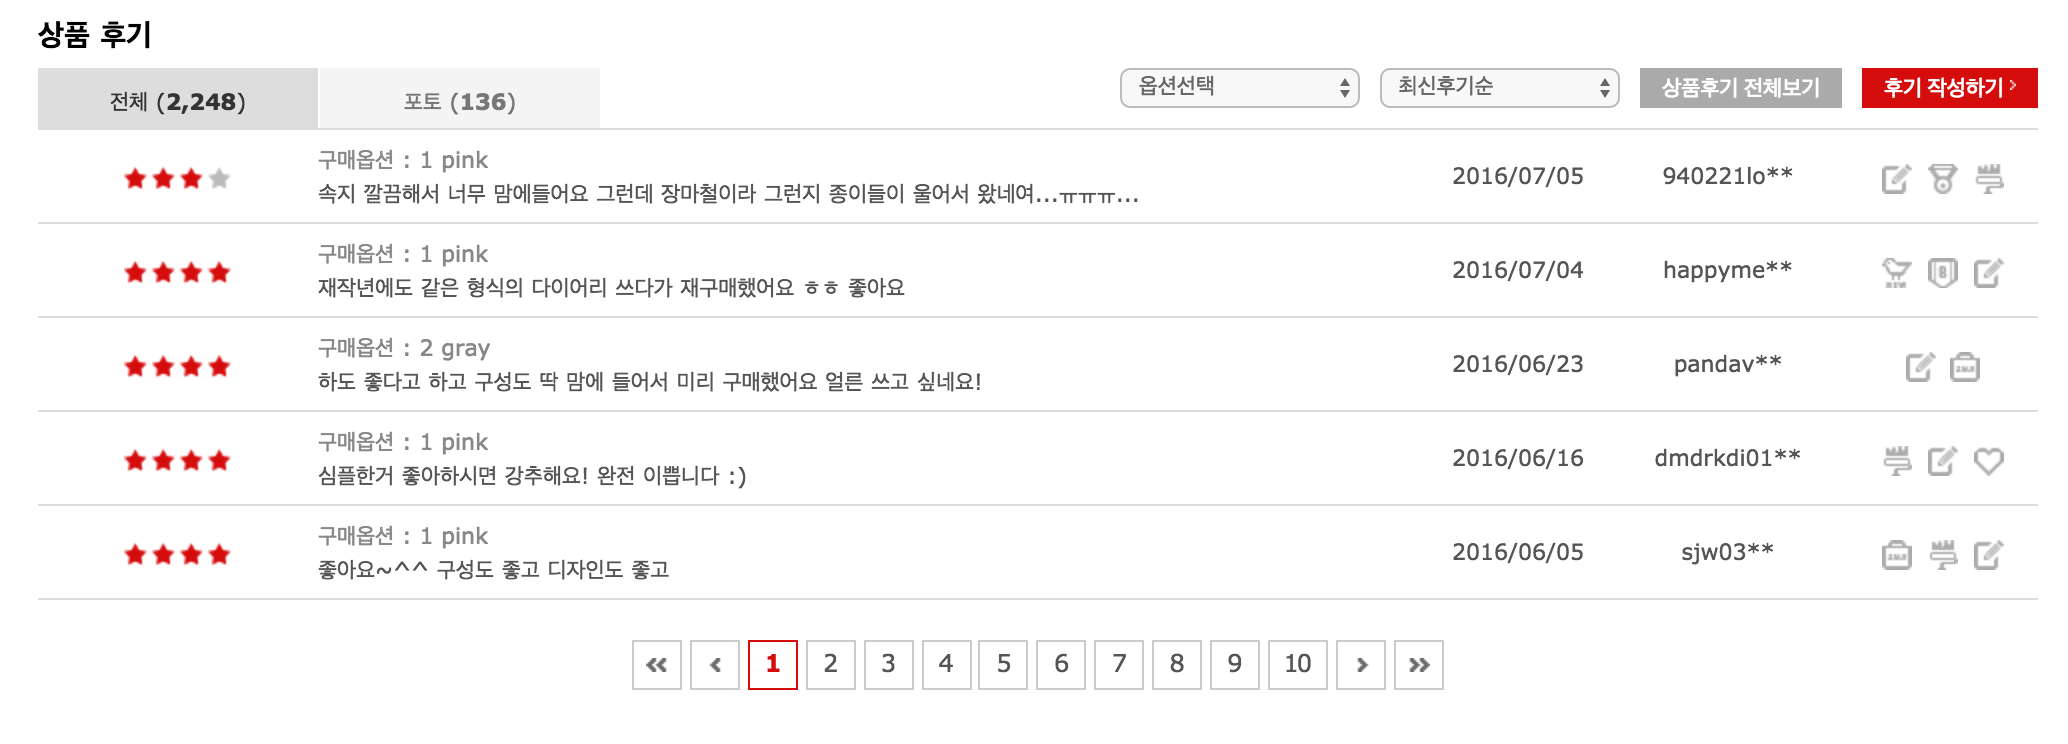 상품 후기
전체 (2,248)
포토 (136)
옵션선택
최신후기순
상품후기 전체보기
후기 작성하기
구매옵션 : 1 pink
속지 깔끔해서 너무 맘에들어요 그런데 장마철이라 그런지 종이들이 울어서 왔네여...ㅠㅠㅠ...
2016/07/05
940221lo**
구매옵션 : 1 pink
재작년에도 같은 형식의 다이어리 쓰다가 재구매했어요 ㅎㅎ 좋아요
2016/07/04
happyme**
B
구매옵션 : 2 gray
하도 좋다고 하고 구성도 딱 맘에 들어서 미리 구매했어요 얼른 쓰고 싶네요!
2016/06/23
pandav**
구매옵션 : 1 pink
심플한거 좋아하시면 강추해요! 완전 이쁩니다 :)
2016/06/16
dmdrkdi01**
구매옵션 : 1 pink
좋아요~^^ 구성도 좋고 디자인도 좋고
2016/06/05
sjw03**
1 2 3 4 5 6 7 8 9 10